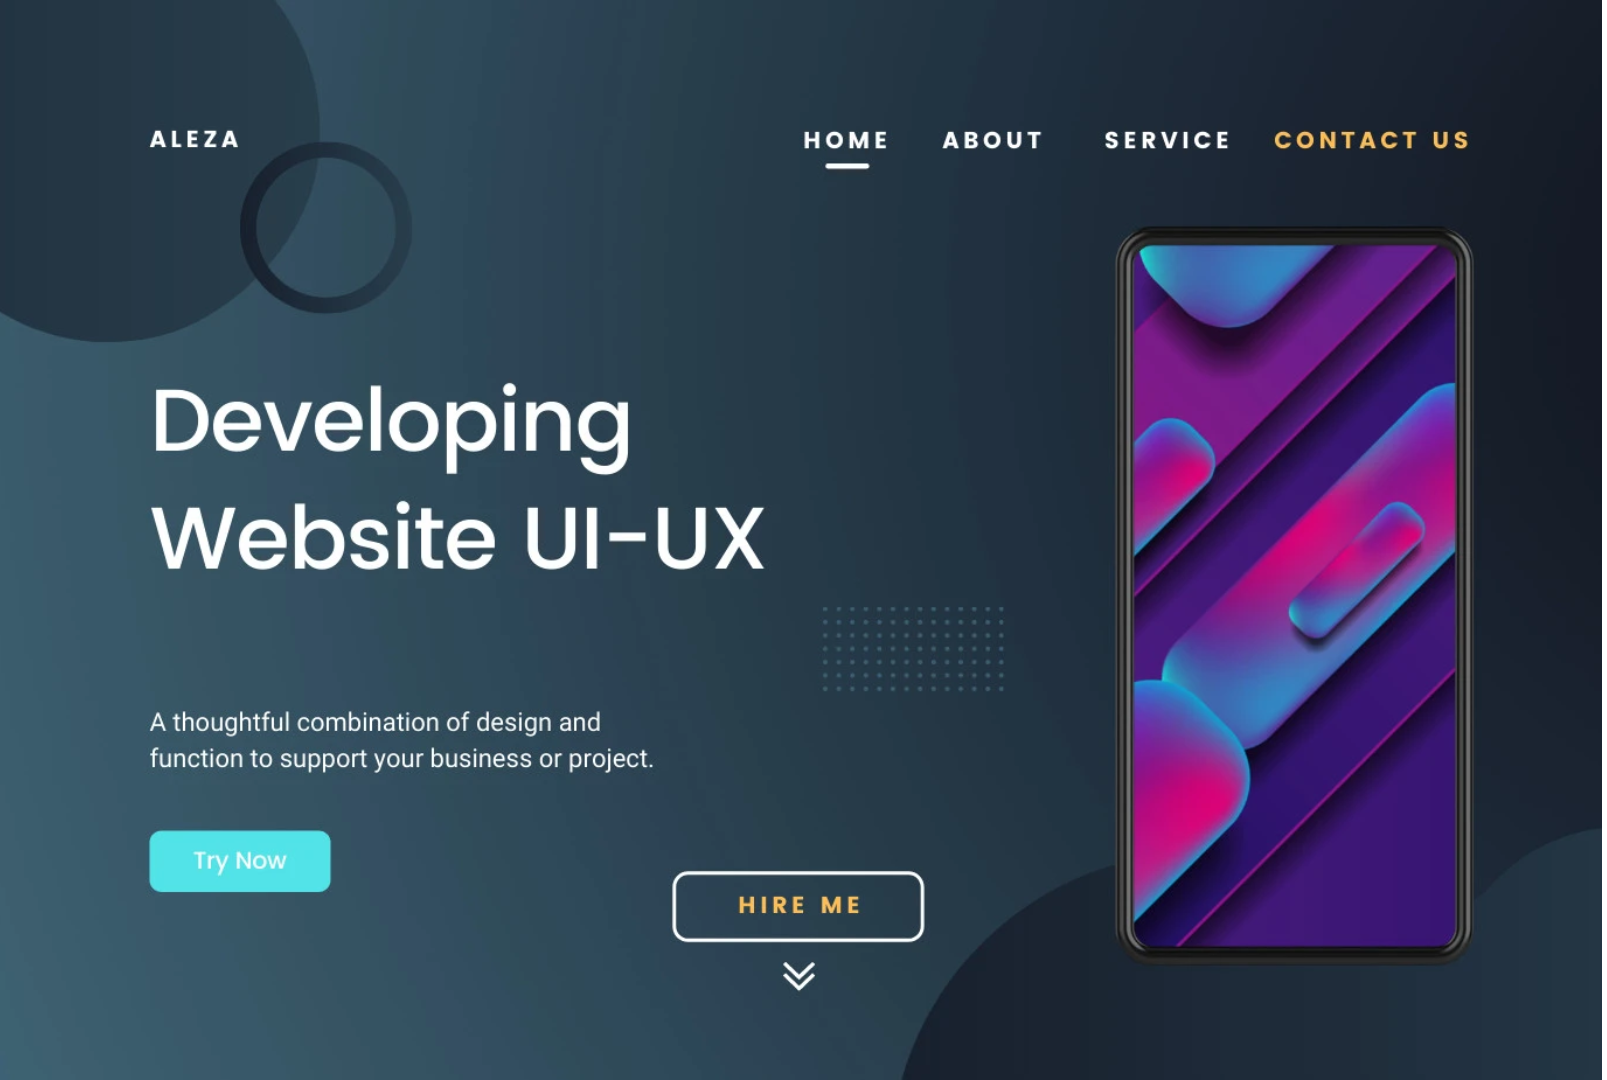 ALEZA
HOME ABOUT SERVICE CONTACT US
Developing
Website UI-UX
A thoughtful combination of design and
function to support your business or project.
Try Now
HIRE ME